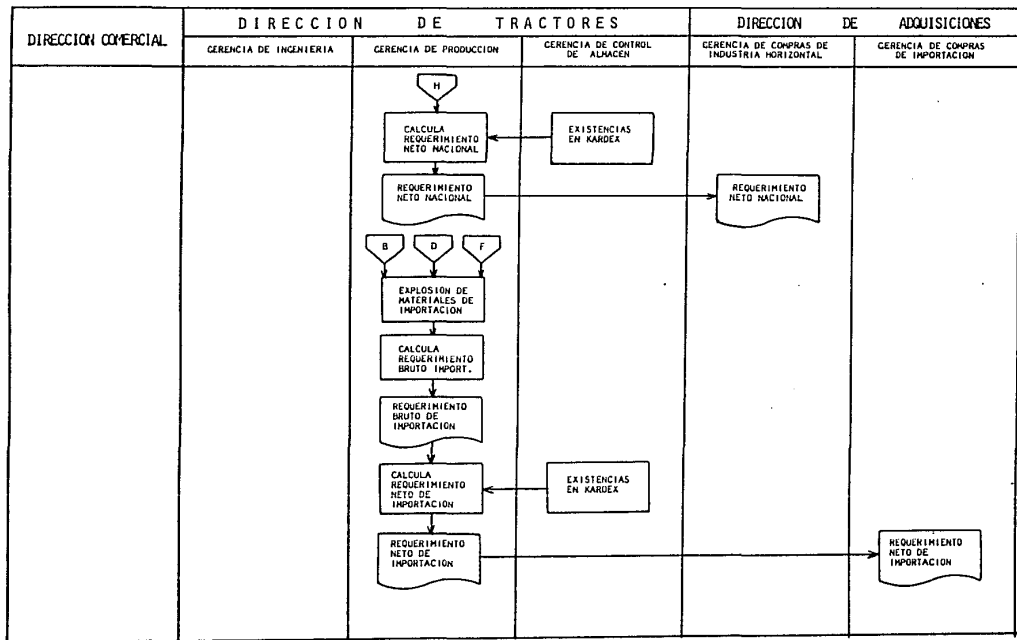 DIRECCION COMERCIAL
DIRECCION DE TRACTORES
DIRECCION DE ADQUISICIONES
GERENCIA DE INGENIERIA
GERENCIA DE PRODUCCION
GERENCIA DE CONTROL
DE ALMACEN
GERENCIA DE COMPRAS DE
INDUSTRIA HORIZONTAL
GERENCIA DE COMPRAS
DE IMPORTACION
H
CALCULA
REQUERIMIENTO
NETO NACIONAL
EXISTENCIAS
EN KARDEX
REQUERIMIENTO
NETO NACIONAL
REQUERIMIENTO
NETO NACIONAL
B D F
EXPLOSION DE
MATERIALES DE
IMPORTACION
CALCULA
REQUERIMIENTO
BRUTO IMPORT.
REQUERIMIENTO
BRUTO DE
IMPORTACION
CALCULA
REQUERIMIENTO
NETO DE
IMPORTACION
EXISTENCIAS
EN KARDEX
REQUERIMIENTO
NETO DE
IMPORTACION
REQUERIMIENTO
NETO DE
IMPORTACION